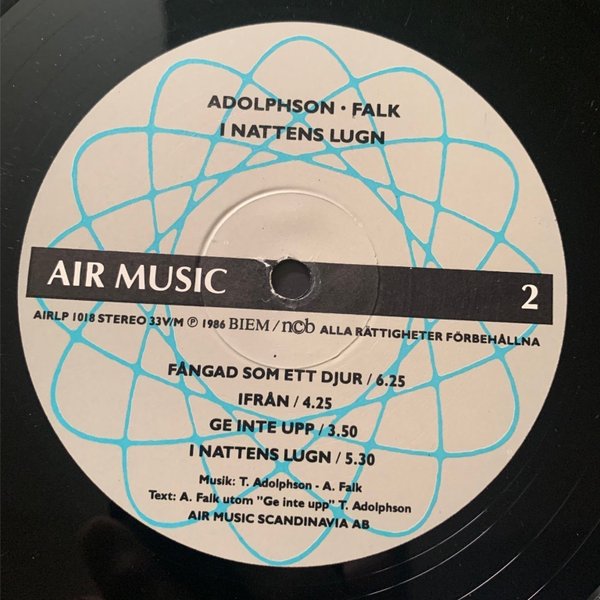 ADOLPHSON · FALK
I NATTENS LUGN
AIR MUSIC 2
AIRLP 1018 STEREO 33V/M ℗ 1986 BIEM / ncb ALLA RÄTTIGHETER FÖRBEHÅLLNA
FÅNGAD SOM ETT DJUR / 6.25
IFRÅN / 4.25
GE INTE UPP / 3.50
I NATTENS LUGN / 5.30
Musik: T. Adolphson - A. Falk
Text: A. Falk utom "Ge inte upp" T. Adolphson
AIR MUSIC SCANDINAVIA AB